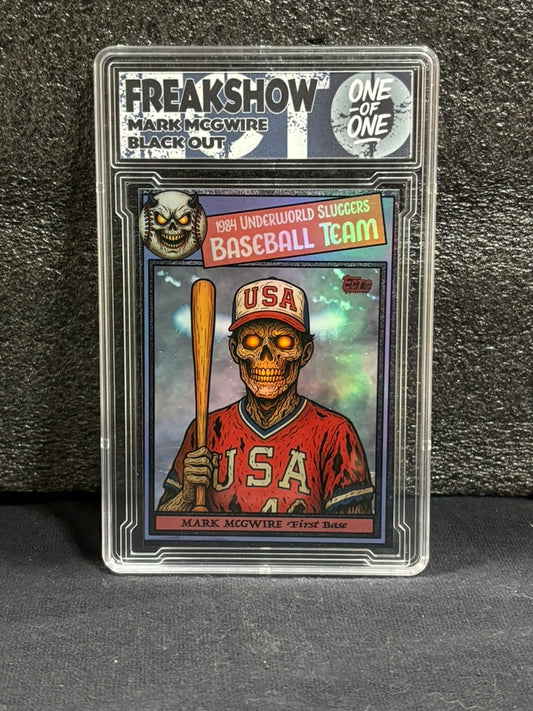 FREAKSHOW
MARK MCGWIRE
BLACK OUT
ONE
OF
ONE
1984 UNDERWORLD SLUGGERS
BASEBALL TEAM
ECTO
USA
USA
MARK MCGWIRE First Base